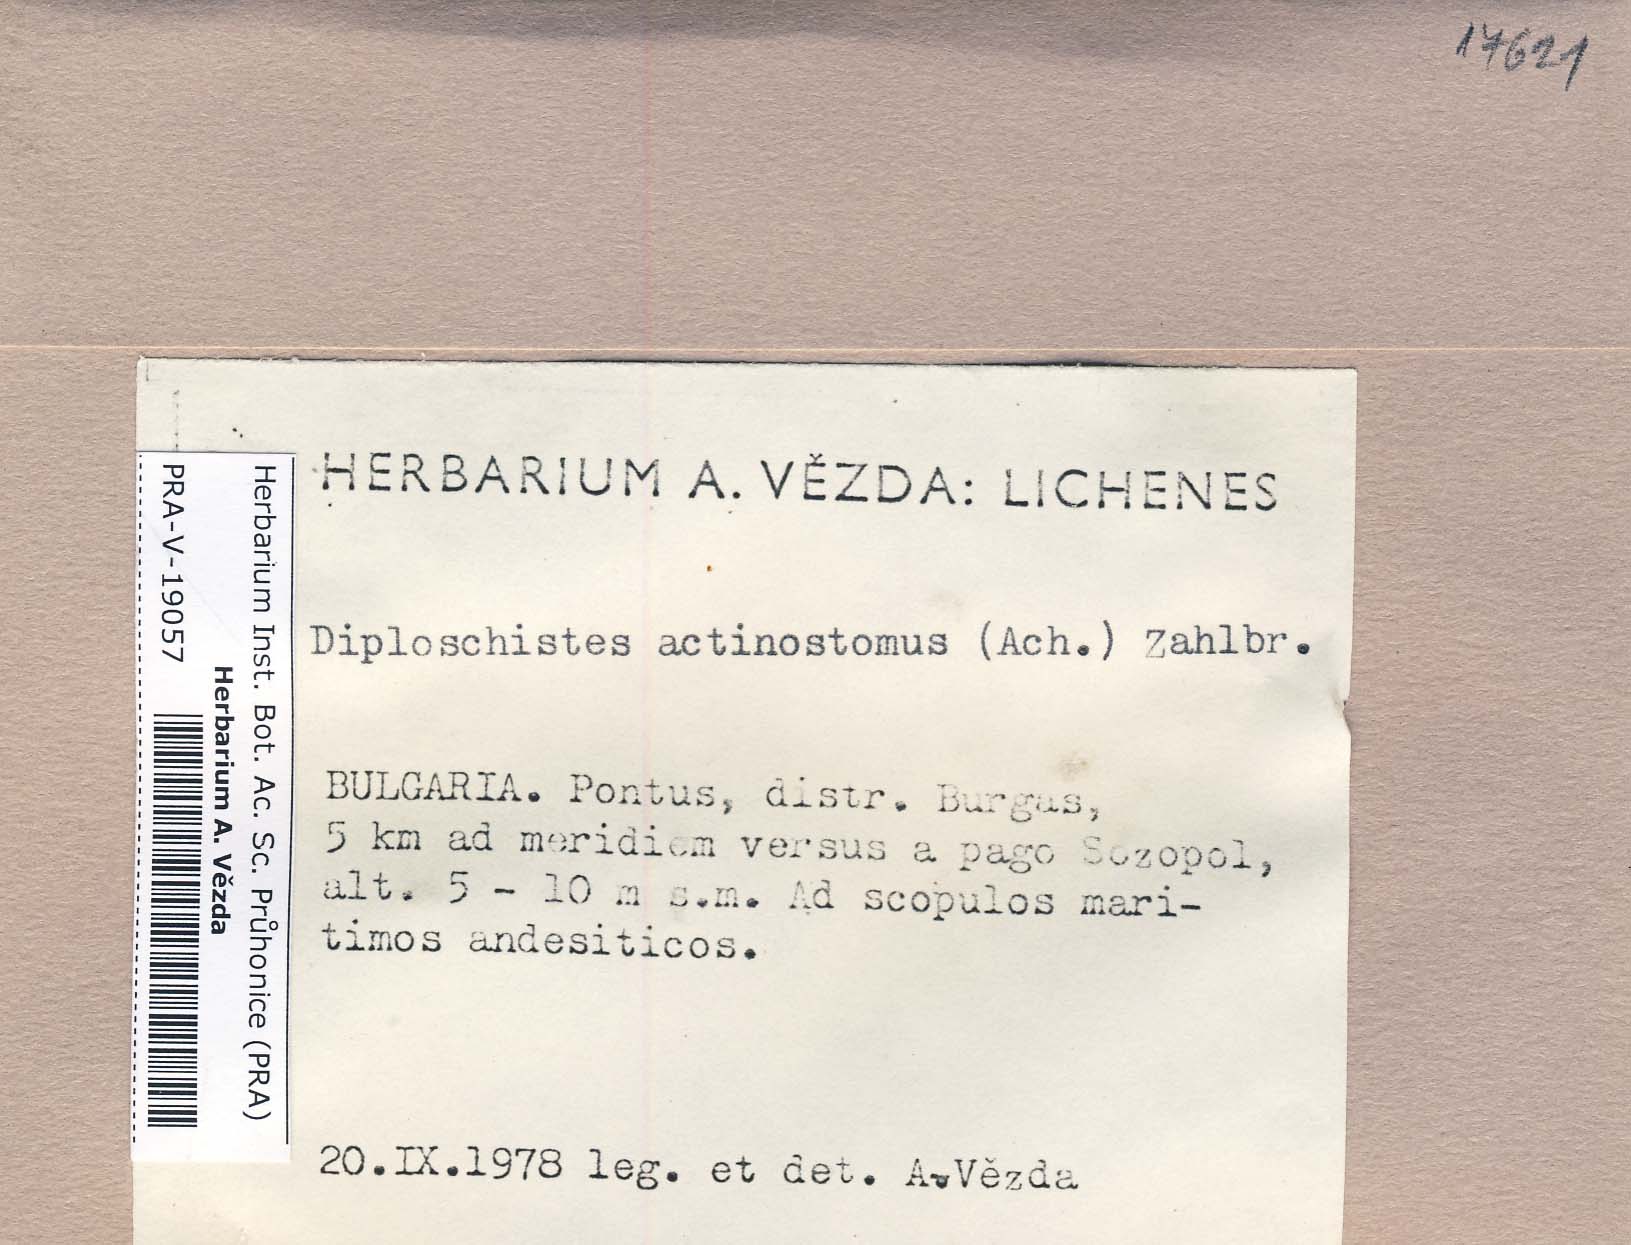 17621
HERBARIUM A. VĚZDA: LICHENES
Diploschistes actinostomus (Ach.) Zahlbr.
BULGARIA. Pontus, distr. Burgas,
5 km ad meridiem versus a pago Sozopol,
alt. 5 - 10 m s.m. Ad scopulos mari-
timos andesiticos.
20.IX.1978 leg. et det. A.Vězda
Herbarium Inst. Bot. Ac. Sc. Průhonice (PRA)
Herbarium A. Vězda
PRA-V-19057